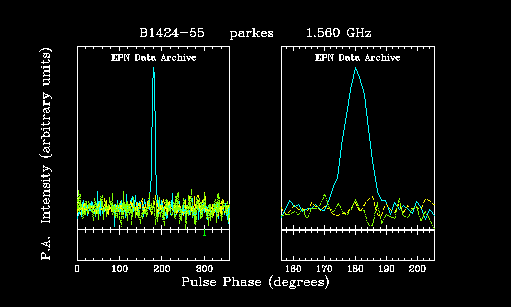 B1424-55 parkes 1.560 GHz
EPN Data Archive EPN Data Archive
P.A. Intensity (arbitrary units)
0 100 200 300 160 170 180 190 200
Pulse Phase (degrees)